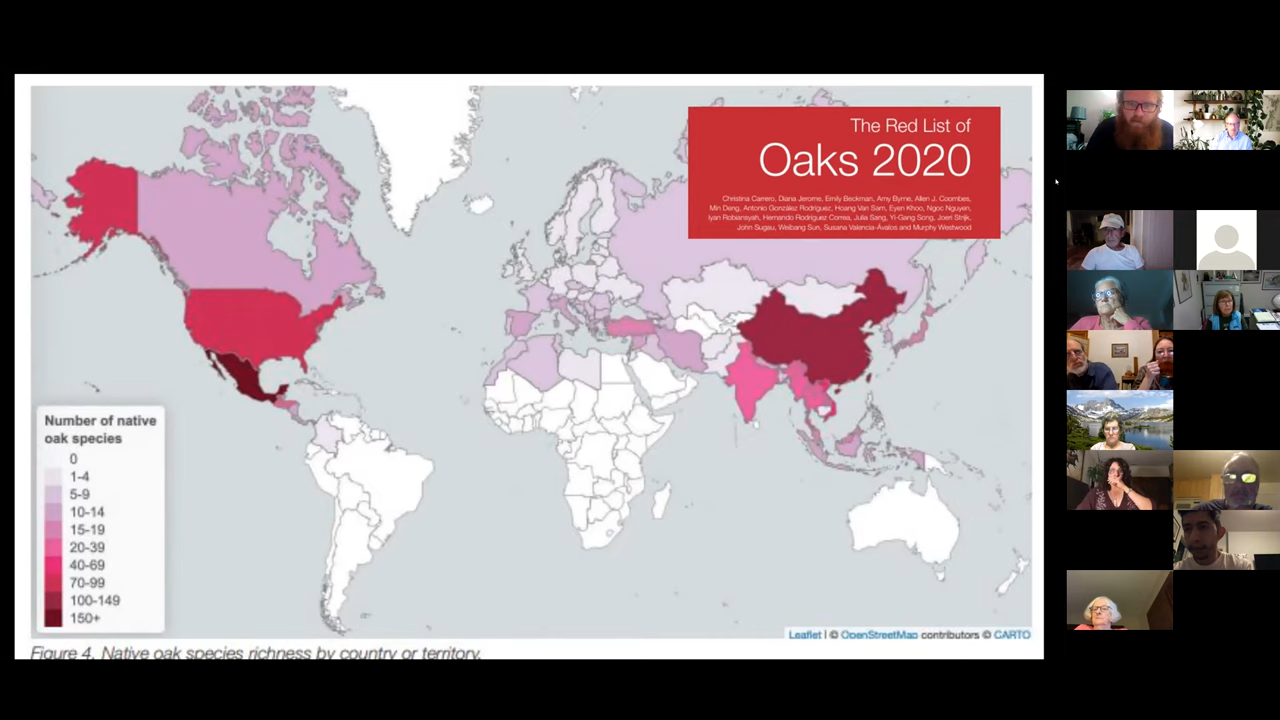 The Red List of
Oaks 2020
Christina Carrero, Diana Jerome, Emily Beckman, Amy Byrne, Allen J. Coombes,
Min Deng, Antonio González Rodríguez, Hoang Van Sam, Eyen Khoo, Ngoc Nguyen,
Iyan Robiansyah, Hernando Rodríguez Correa, Julia Sang, Yi-Gang Song, Joeri Strijk,
John Sugau, Weibang Sun, Susana Valencia-Ávalos and Murphy Westwood
Number of native
oak species
0
1-4
5-9
10-14
15-19
20-39
40-69
70-99
100-149
150+
Leaflet | © OpenStreetMap contributors © CARTO
Figure 4. Native oak species richness by country or territory.